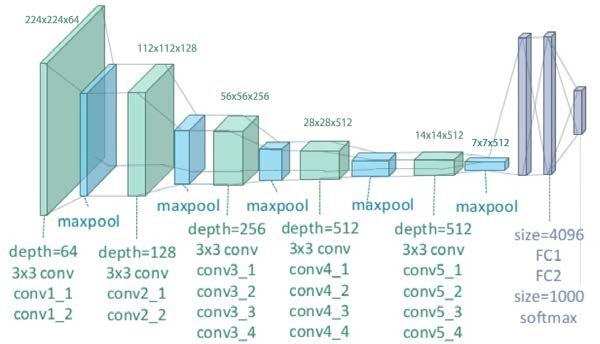 224x224x64
112x112x128
56x56x256
28x28x512
14x14x512
7x7x512
maxpool
maxpool
maxpool
maxpool
maxpool
depth=64
3x3 conv
conv1_1
conv1_2
depth=128
3x3 conv
conv2_1
conv2_2
depth=256
3x3 conv
conv3_1
conv3_2
conv3_3
conv3_4
depth=512
3x3 conv
conv4_1
conv4_2
conv4_3
conv4_4
depth=512
3x3 conv
conv5_1
conv5_2
conv5_3
conv5_4
size=4096
FC1
FC2
size=1000
softmax